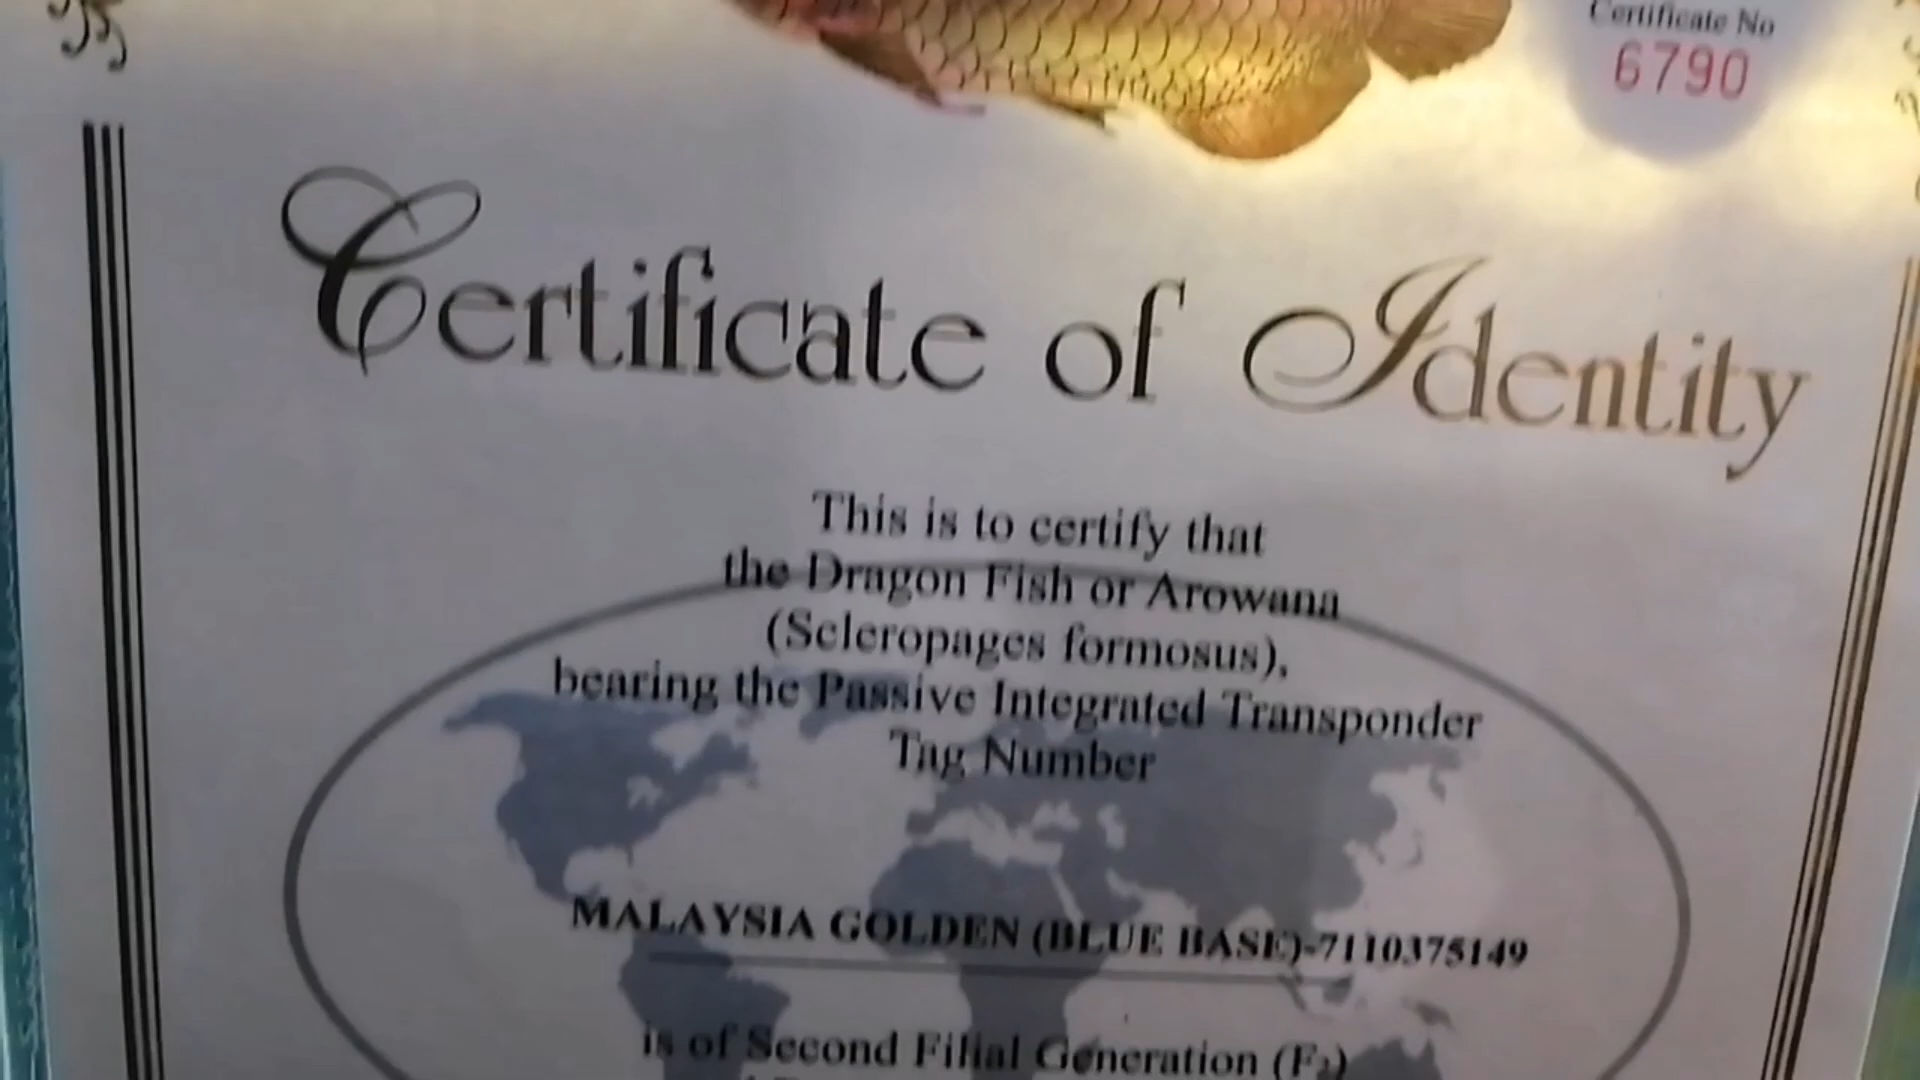 Certificate No
6790
Certificate of Identity
This is to certify that
the Dragon Fish or Arowana
(Scleropages formosus),
bearing the Passive Integrated Transponder
Tag Number
MALAYSIA GOLDEN (BLUE BASE)-7110375149
is of Second Filial Generation (F2)